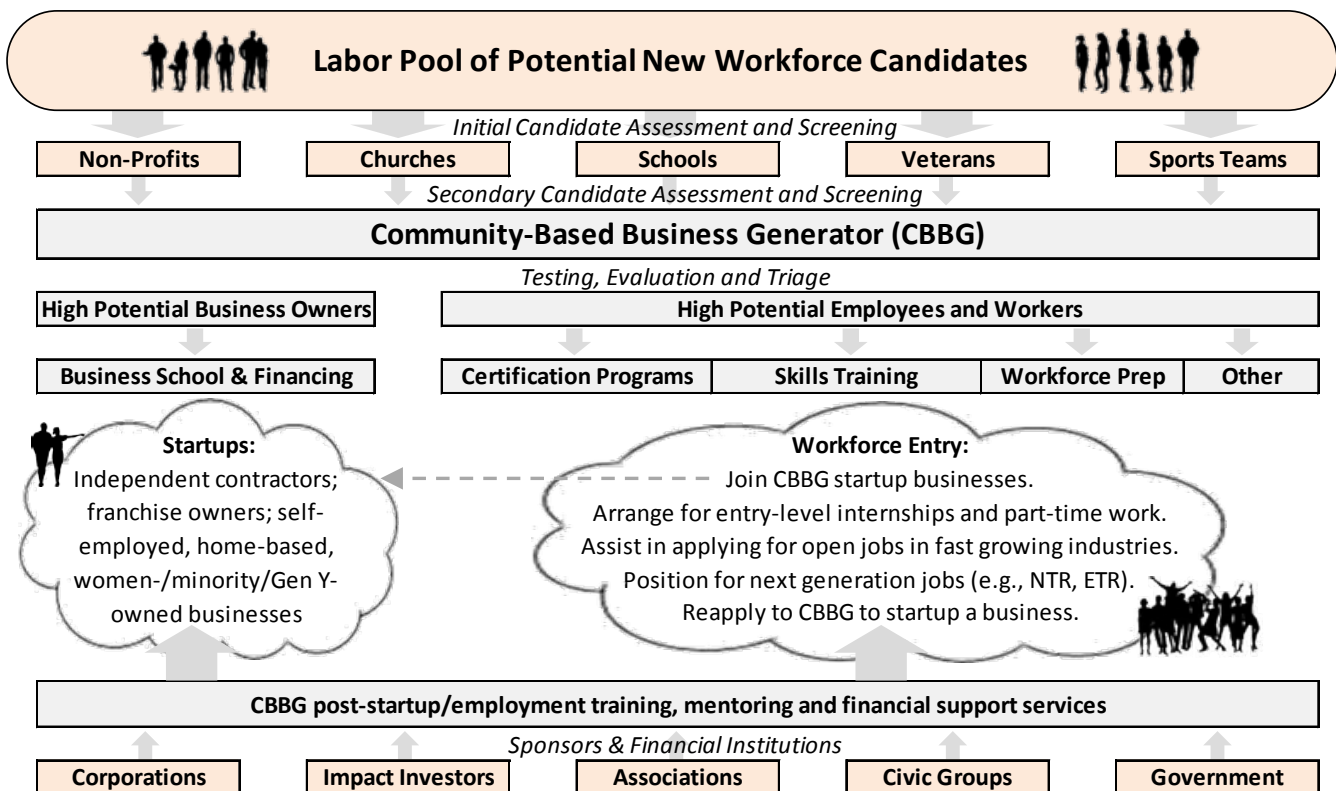 Labor Pool of Potential New Workforce Candidates
Initial Candidate Assessment and Screening
Non-Profits
Churches
Schools
Veterans
Sports Teams
Secondary Candidate Assessment and Screening
Community-Based Business Generator (CBBG)
Testing, Evaluation and Triage
High Potential Business Owners
High Potential Employees and Workers
Business School & Financing
Certification Programs
Skills Training
Workforce Prep
Other
Startups:
Independent contractors;
franchise owners; self-
employed, home-based,
women-/minority/Gen Y-
owned businesses
Workforce Entry:
Join CBBG startup businesses.
Arrange for entry-level internships and part-time work.
Assist in applying for open jobs in fast growing industries.
Position for next generation jobs (e.g., NTR, ETR).
Reapply to CBBG to startup a business.
CBBG post-startup/employment training, mentoring and financial support services
Sponsors & Financial Institutions
Corporations
Impact Investors
Associations
Civic Groups
Government